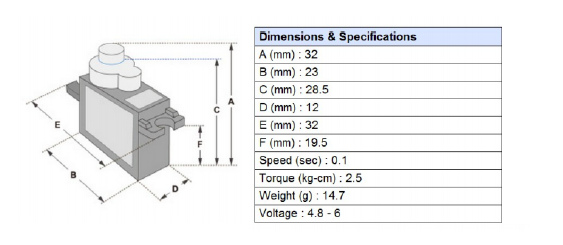 A
C
E
F
B
D
Dimensions & Specifications
A (mm) : 32
B (mm) : 23
C (mm) : 28.5
D (mm) : 12
E (mm) : 32
F (mm) : 19.5
Speed (sec) : 0.1
Torque (kg-cm) : 2.5
Weight (g) : 14.7
Voltage : 4.8 - 6